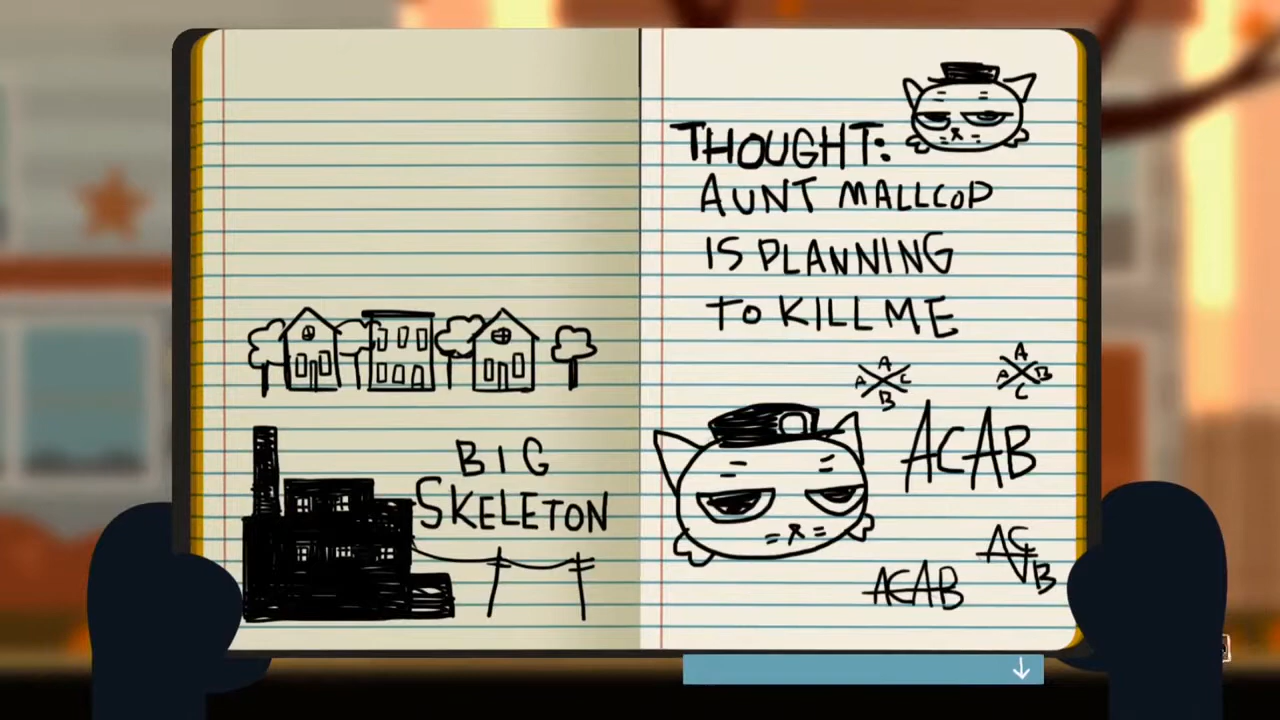 BIG
SKELETON
THOUGHT:
AUNT MALLCOP
IS PLANNING
TO KILL ME
A
A C
B
A
A B
C
ACAB
ACAB
ACAB